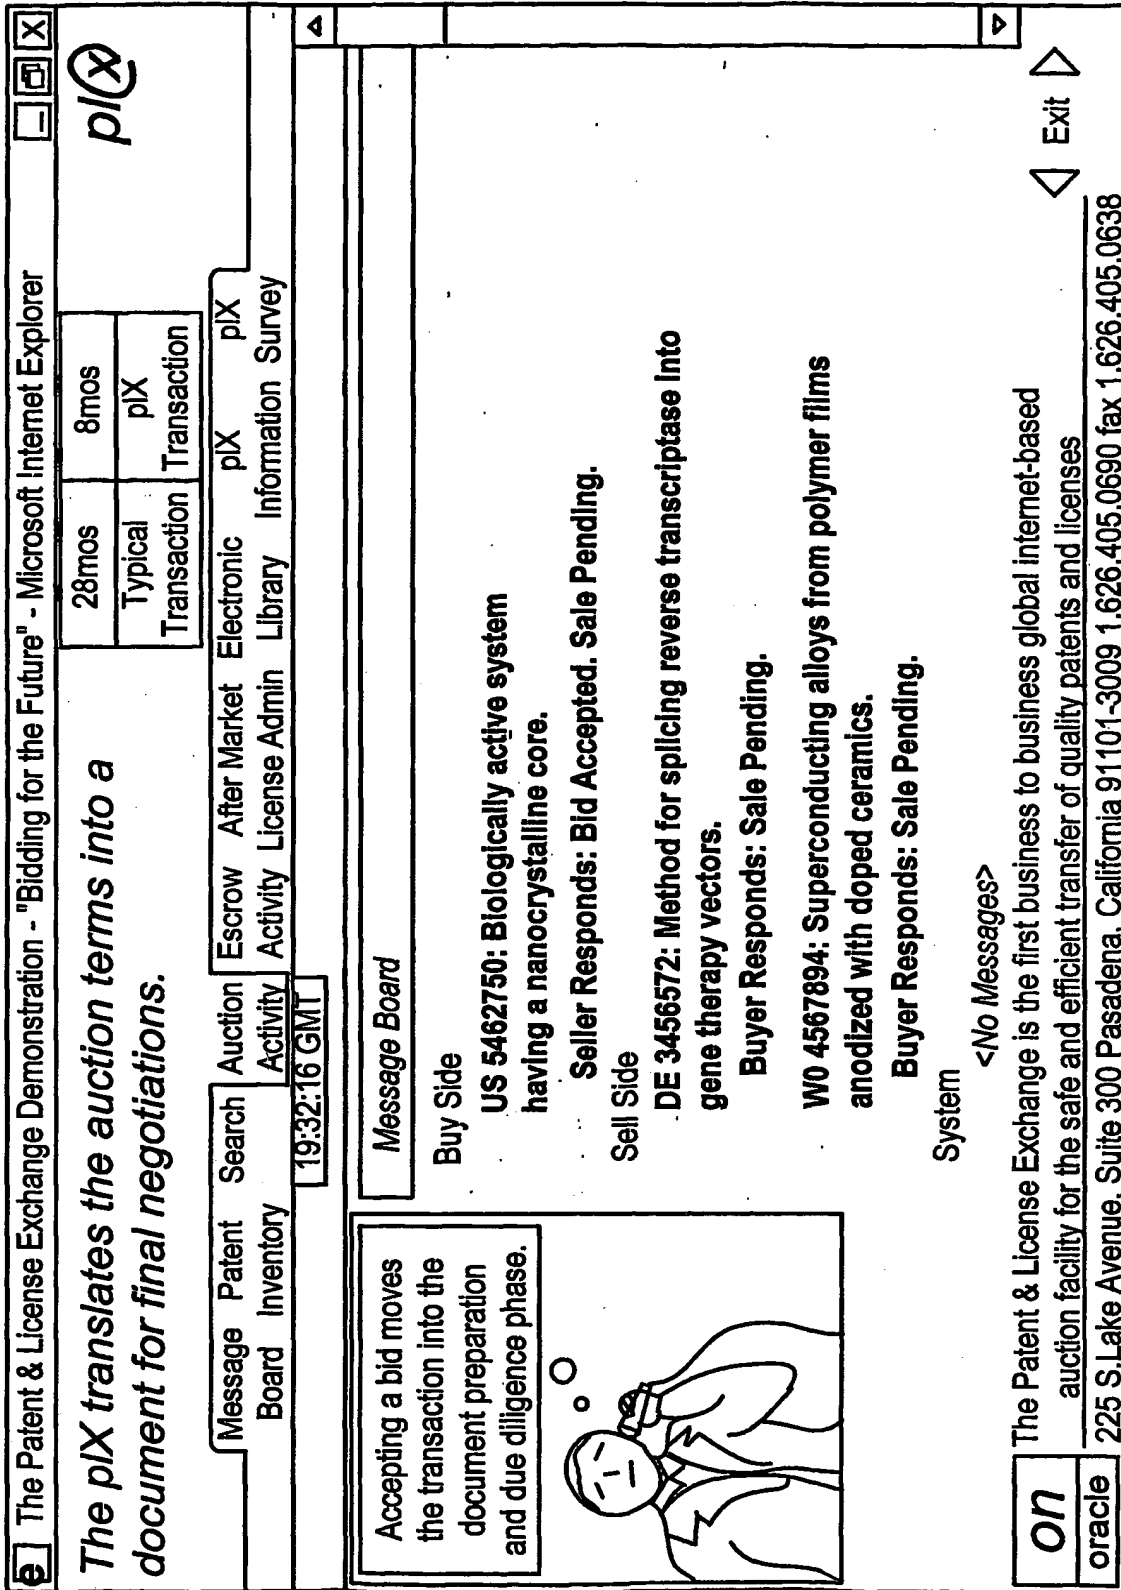 The Patent & License Exchange Demonstration - "Bidding for the Future" - Microsoft Internet Explorer
The plX translates the auction terms into a
document for final negotiations.
28mos 8mos
Typical Transaction plX Transaction
pl(x)
Message Board
Patent Inventory
Search
Auction Activity
Escrow Activity
After Market License Admin
Electronic Library
plX Information
plX Survey
19:32:16 GMT
Accepting a bid moves
the transaction into the
document preparation
and due diligence phase.
Message Board
Buy Side
US 5462750: Biologically active system
having a nanocrystalline core.
Seller Responds: Bid Accepted. Sale Pending.
Sell Side
DE 3456572: Method for splicing reverse transcriptase Into
gene therapy vectors.
Buyer Responds: Sale Pending.
W0 4567894: Superconducting alloys from polymer films
anodized with doped ceramics.
Buyer Responds: Sale Pending.
System
<No Messages>
on
oracle
The Patent & License Exchange is the first business to business global internet-based
auction facility for the safe and efficient transfer of quality patents and licenses
225 S.Lake Avenue, Suite 300 Pasadena, California 91101-3009 1.626.405.0690 fax 1.626.405.0638
Exit